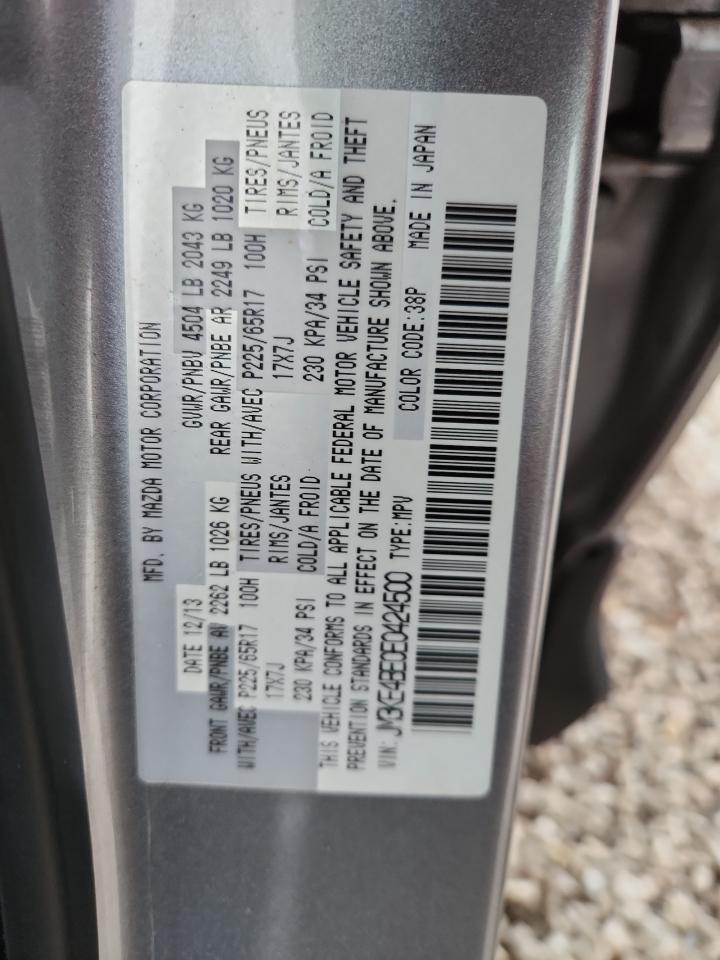 MFD. BY MAZDA MOTOR CORPORATION
DATE 12/13 GVWR/PNBV 4504 LB 2043 KG
FRONT GAWR/PNBE AV 2262 LB 1026 KG REAR GAWR/PNBE AR 2249 LB 1020 KG
WITH/AVEC P225/65R17 100H TIRES/PNEUS WITH/AVEC P225/65R17 100H TIRES/PNEUS
17X7J RIMS/JANTES 17X7J RIMS/JANTES
230 KPA/34 PSI COLD/A FROID 230 KPA/34 PSI COLD/A FROID
THIS VEHICLE CONFORMS TO ALL APPLICABLE FEDERAL MOTOR VEHICLE SAFETY AND THEFT
PREVENTION STANDARDS IN EFFECT ON THE DATE OF MANUFACTURE SHOWN ABOVE.
VIN: JM3KE4BE0E0424500 TYPE:MPV COLOR CODE:38P MADE IN JAPAN